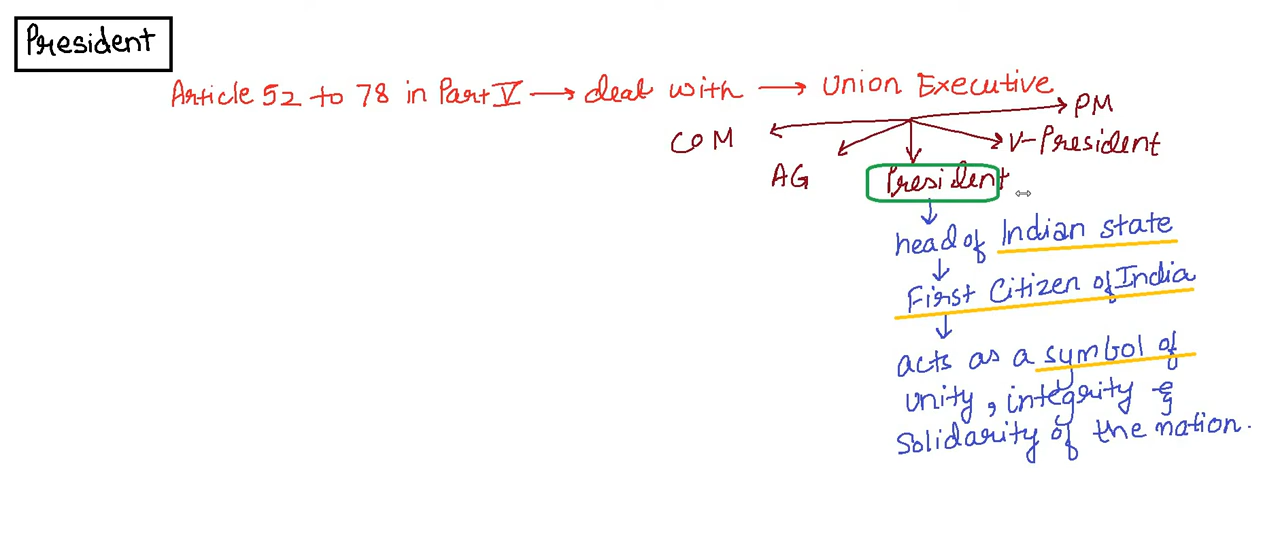 President
Article 52 to 78 in Part V → deal with → Union Executive
PM
COM
V-President
AG
President
head of Indian state
First Citizen of India
acts as a symbol of
unity, integrity &
solidarity of the nation.